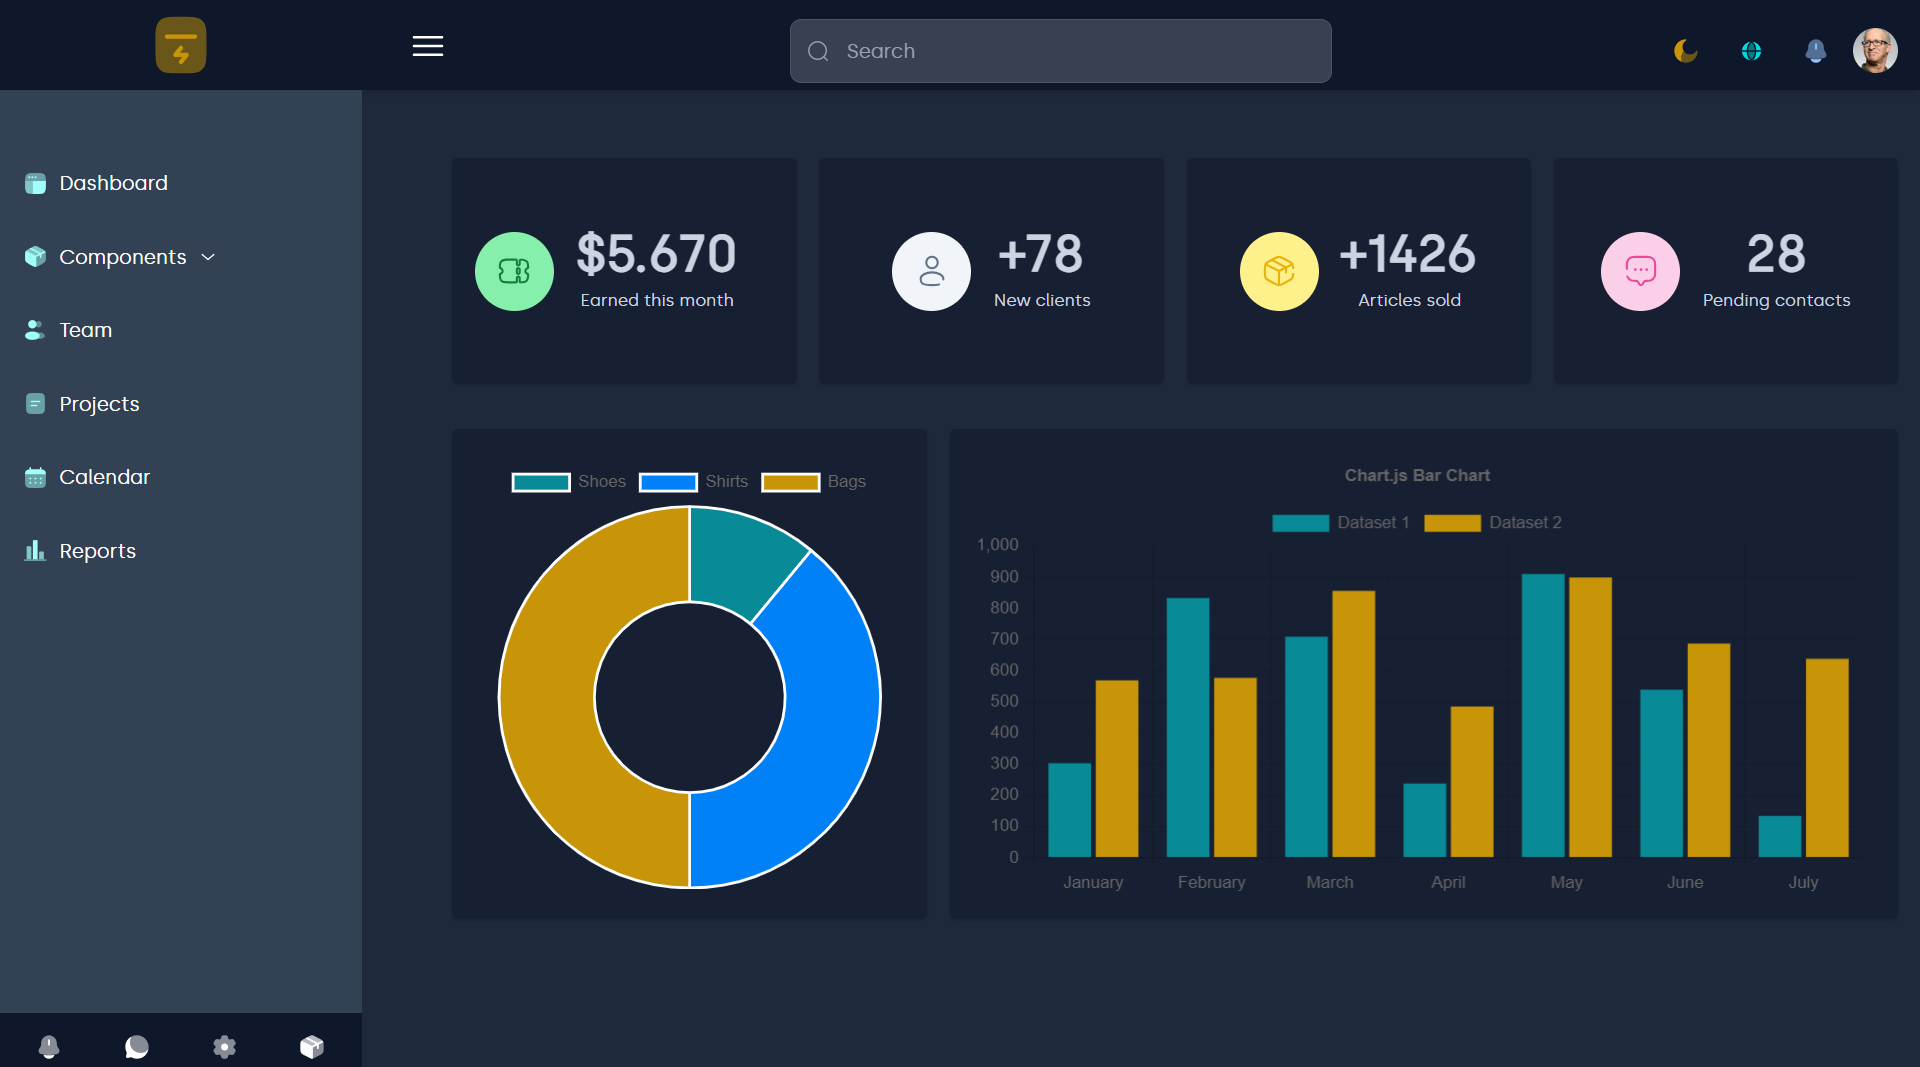 Search
Dashboard
Components
Team
Projects
Calendar
Reports
$5.670
Earned this month
+78
New clients
+1426
Articles sold
28
Pending contacts
Shoes Shirts Bags
Chart.js Bar Chart
Dataset 1 Dataset 2
1,000
900
800
700
600
500
400
300
200
100
0
January February March April May June July